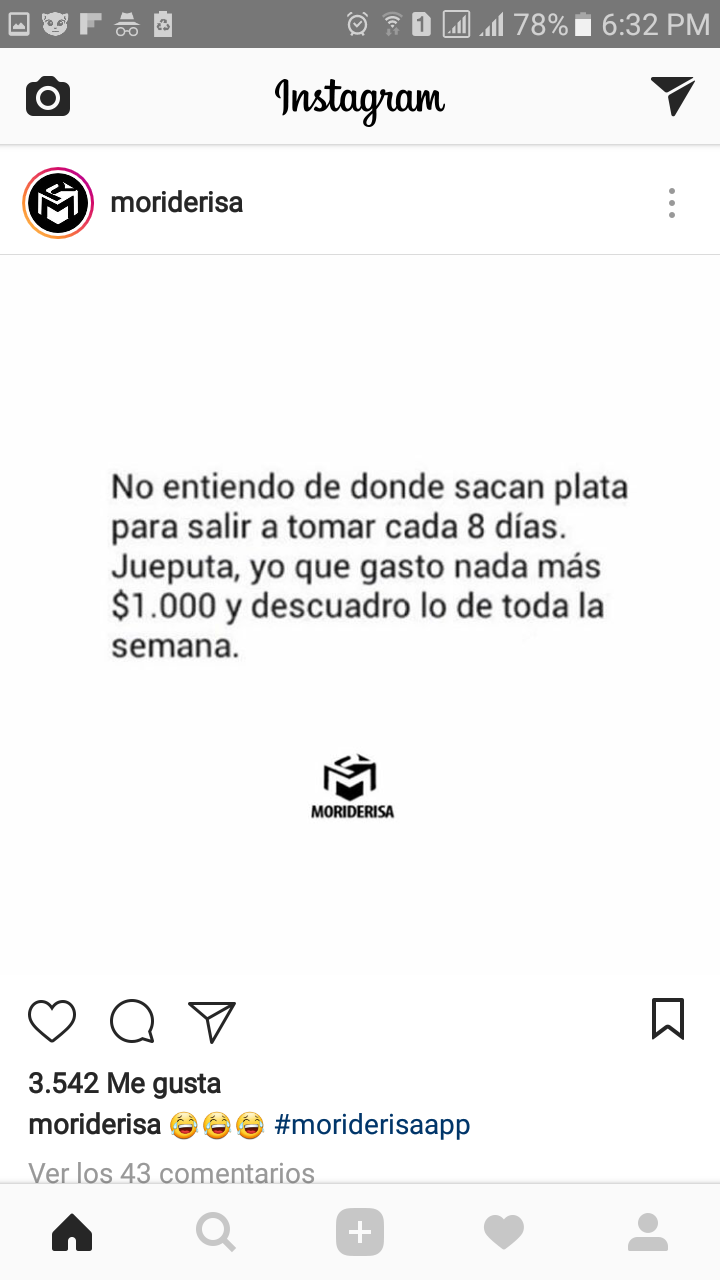 78% 6:32 PM
Instagram
moriderisa
No entiendo de donde sacan plata
para salir a tomar cada 8 días.
Jueputa, yo que gasto nada más
$1.000 y descuadro lo de toda la
semana.
MORIDERISA
3.542 Me gusta
moriderisa 😂😂😂 #moriderisaapp
Ver los 43 comentarios